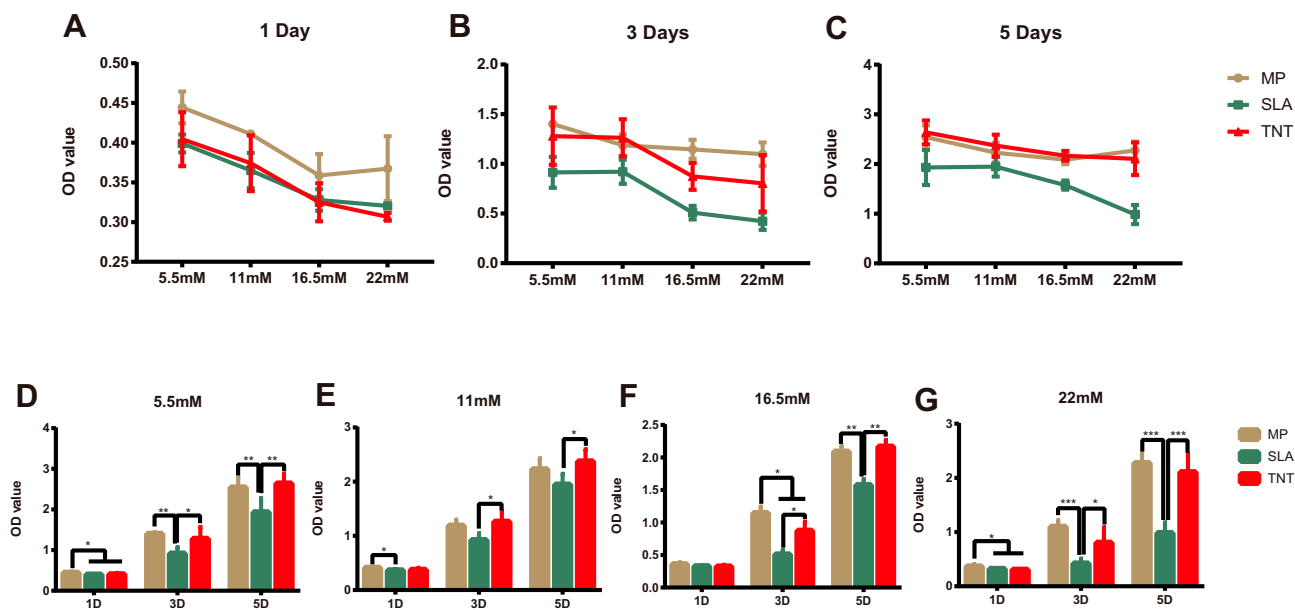 A
1 Day
OD value
0.50
0.45
0.40
0.35
0.30
0.25
5.5mM 11mM 16.5mM 22mM
B
3 Days
OD value
2.0
1.5
1.0
0.5
0.0
5.5mM 11mM 16.5mM 22mM
C
5 Days
OD value
4
3
2
1
0
5.5mM 11mM 16.5mM 22mM
MP
SLA
TNT
D
5.5mM
OD value
4
3
2
1
0
* ** * ** **
1D 3D 5D
E
11mM
OD value
3
2
1
0
* * *
1D 3D 5D
F
16.5mM
OD value
2.5
2.0
1.5
1.0
0.5
0.0
* * ** **
1D 3D 5D
G
22mM
OD value
3
2
1
0
* *** * *** ***
1D 3D 5D
MP
SLA
TNT